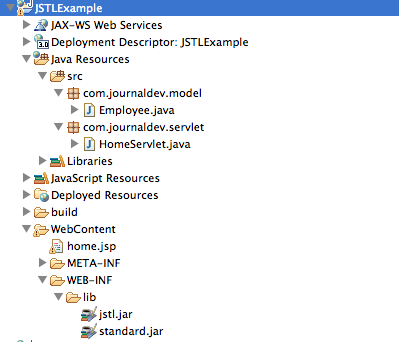 JSTLExample
JAX-WS Web Services
3.0 Deployment Descriptor: JSTLExample
Java Resources
src
com.journaldev.model
J Employee.java
com.journaldev.servlet
J HomeServlet.java
Libraries
JavaScript Resources
Deployed Resources
build
WebContent
home.jsp
META-INF
WEB-INF
lib
jstl.jar
standard.jar